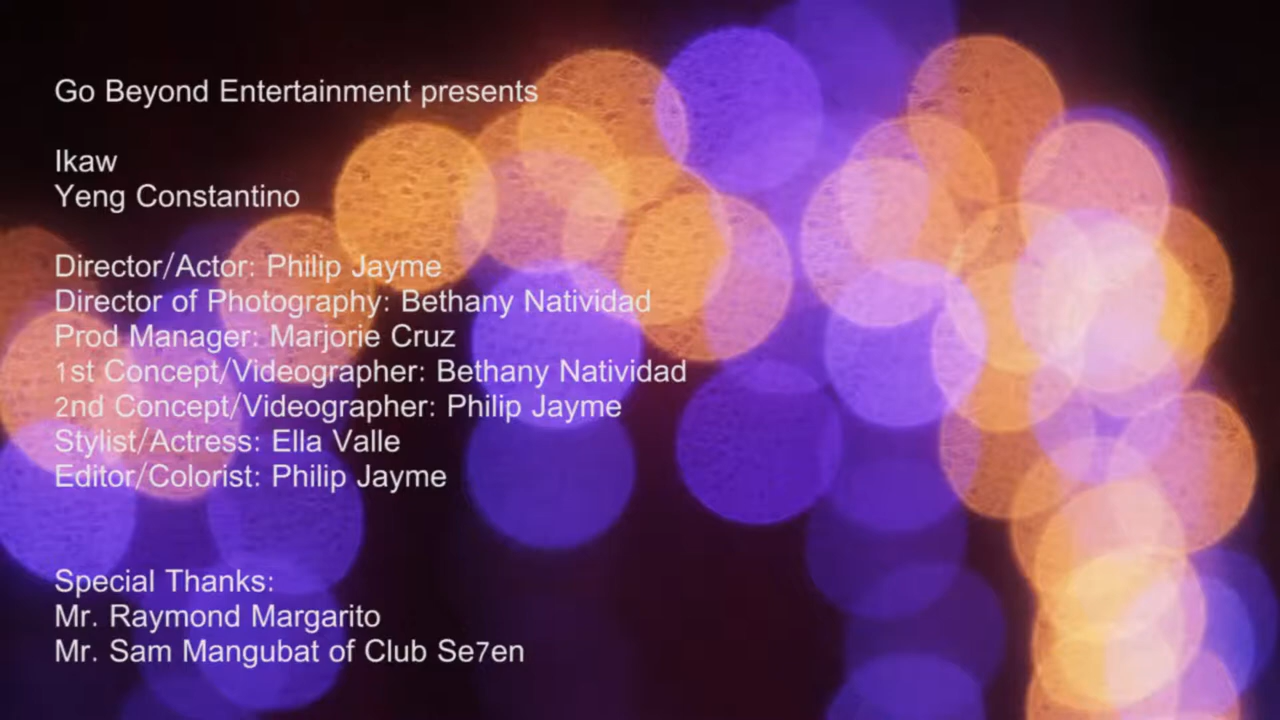 Go Beyond Entertainment presents
Ikaw
Yeng Constantino
Director/Actor: Philip Jayme
Director of Photography: Bethany Natividad
Prod Manager: Marjorie Cruz
1st Concept/Videographer: Bethany Natividad
2nd Concept/Videographer: Philip Jayme
Stylist/Actress: Ella Valle
Editor/Colorist: Philip Jayme
Special Thanks:
Mr. Raymond Margarito
Mr. Sam Mangubat of Club Se7en